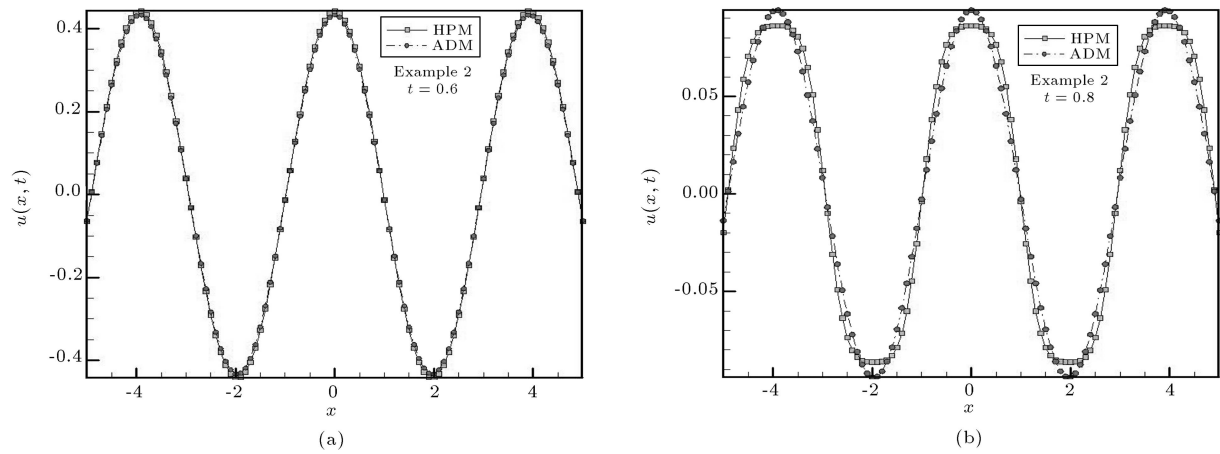 HPM
ADM
Example 2
t = 0.6
0.4
0.2
0.0
-0.2
-0.4
u(x, t)
-4
-2
0
2
4
x
(a)
HPM
ADM
Example 2
t = 0.8
0.05
0.00
-0.05
u(x, t)
-4
-2
0
2
4
x
(b)